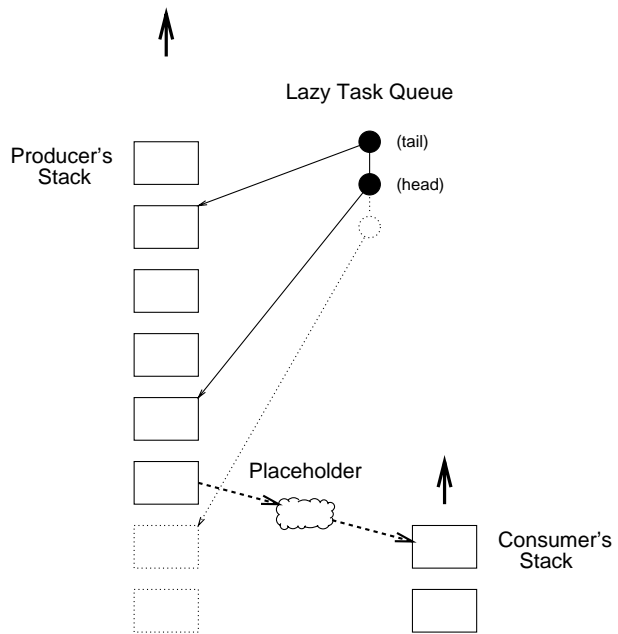 Lazy Task Queue
(tail)
Producer's
Stack
(head)
Placeholder
Consumer's
Stack